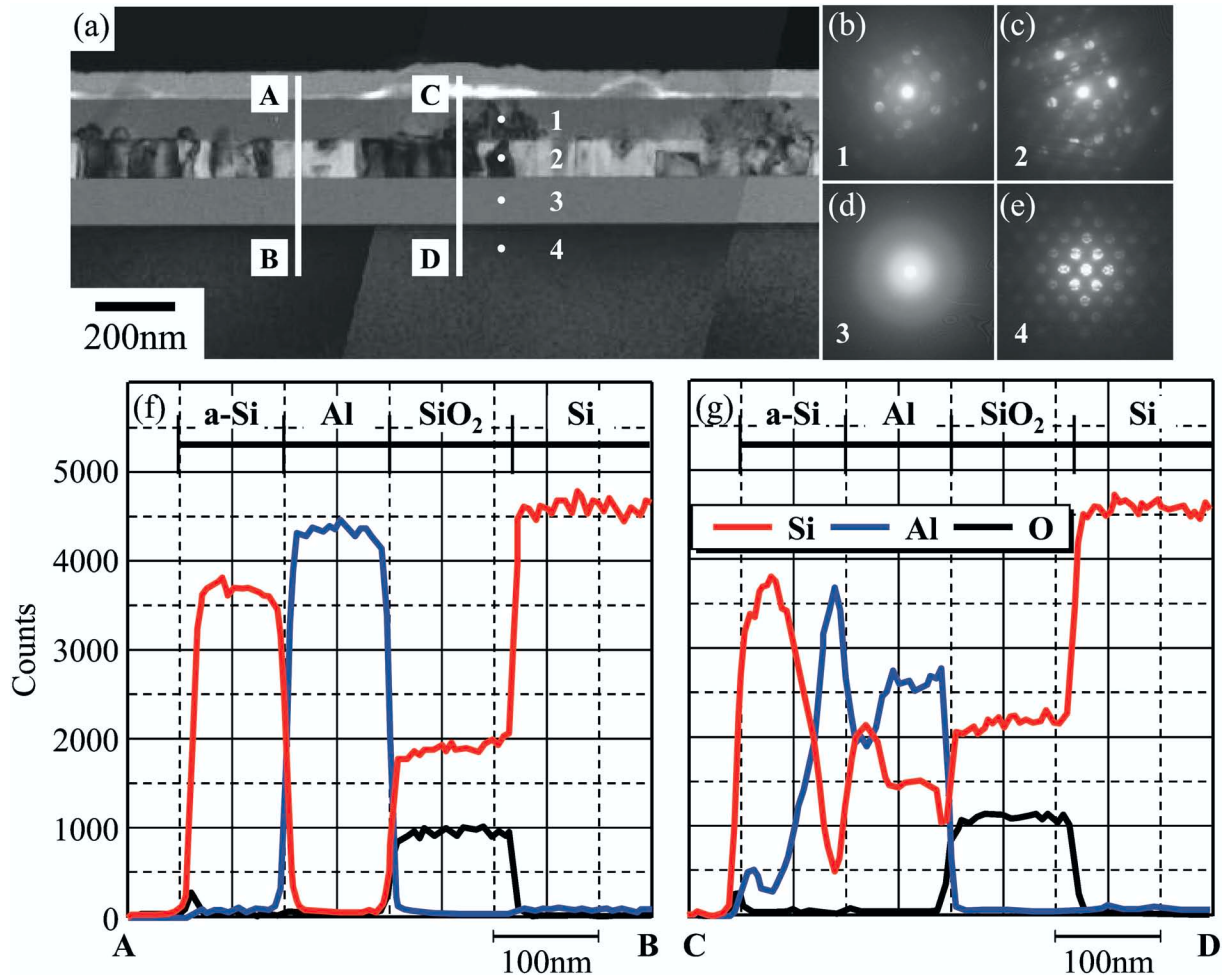 (a)
A
C
1
2
3
B
D
4
200nm
(b)
1
(c)
2
(d)
3
(e)
4
(f)
a-Si Al SiO2 Si
5000
4000
3000
2000
1000
0
Counts
A B
100nm
(g)
a-Si Al SiO2 Si
Si Al O
C D
100nm